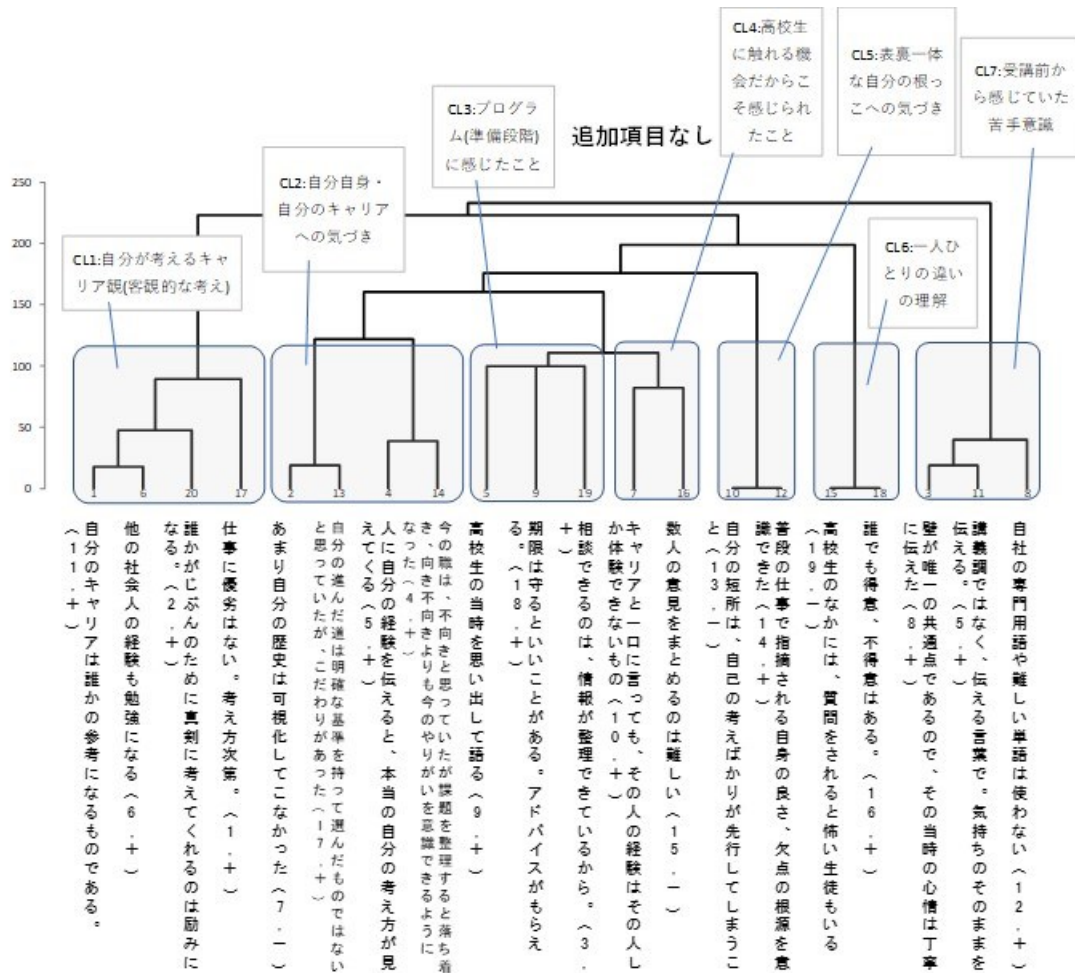 CL4:高校生
に触れる機
会だからこ
そ感じられ
たこと
CL5:表裏一体
な自分の根っ
こへの気づき
CL7:受講前か
ら感じていた
苦手意識
CL3:プログラ
ム(準備段階)
に感じたこと
追加項目なし
CL2:自分自身・
自分のキャリア
への気づき
CL1:自分が考えるキャ
リア観(客観的な考え)
CL6:一人ひ
とりの違い
の理解
250
200
150
100
50
0
1 6 20 17 2 13 4 14 5 9 19 7 16 10 12 15 18 3 11 8
自社の専門用語や難しい単語は使わない(12.+)
講義調ではなく、伝える言葉で。気持ちのそのままを
伝える。(5.+)
壁が唯一の共通点であるので、その当時の心情は丁寧
に伝えた(8.+)
誰でも得意、不得意はある。(16.+)
高校生のなかには、質問をされると怖い生徒もいる
(19.-)
普段の仕事で指摘される自身の良さ、欠点の根源を意
識できた(14.+)
自分の短所は、自己の考えばかりが先行してしまうこ
と(13.-)
数人の意見をまとめるのは難しい(15.-)
キャリアと一口に言っても、その人の経験はその人し
か体験できないもの(10.+)
相談できるのは、情報が整理できているから。(3.
+)
期限は守るといいことがある。アドバイスがもらえ
る。(18.+)
高校生の当時を思い出して語る(9.+)
今の職は、不向きと思っていたが課題を整理すると落ち着
き、向き不向きよりも今のやりがいを意識できるように
なった(4.+)
人に自分の経験を伝えると、本当の自分の考え方が見
えてくる(5.+)
自分の進んだ道は明確な基準を持って選んだものではない
と思っていたが、こだわりがあった(17.+)
あまり自分の歴史は可視化してこなかった(7.-)
仕事に優劣はない。考え方次第。(1.+)
誰かがじぶんのために真剣に考えてくれるのは励みに
なる。(2.+)
他の社会人の経験も勉強になる(6.+)
自分のキャリアは誰かの参考になるものである。
(11.+)